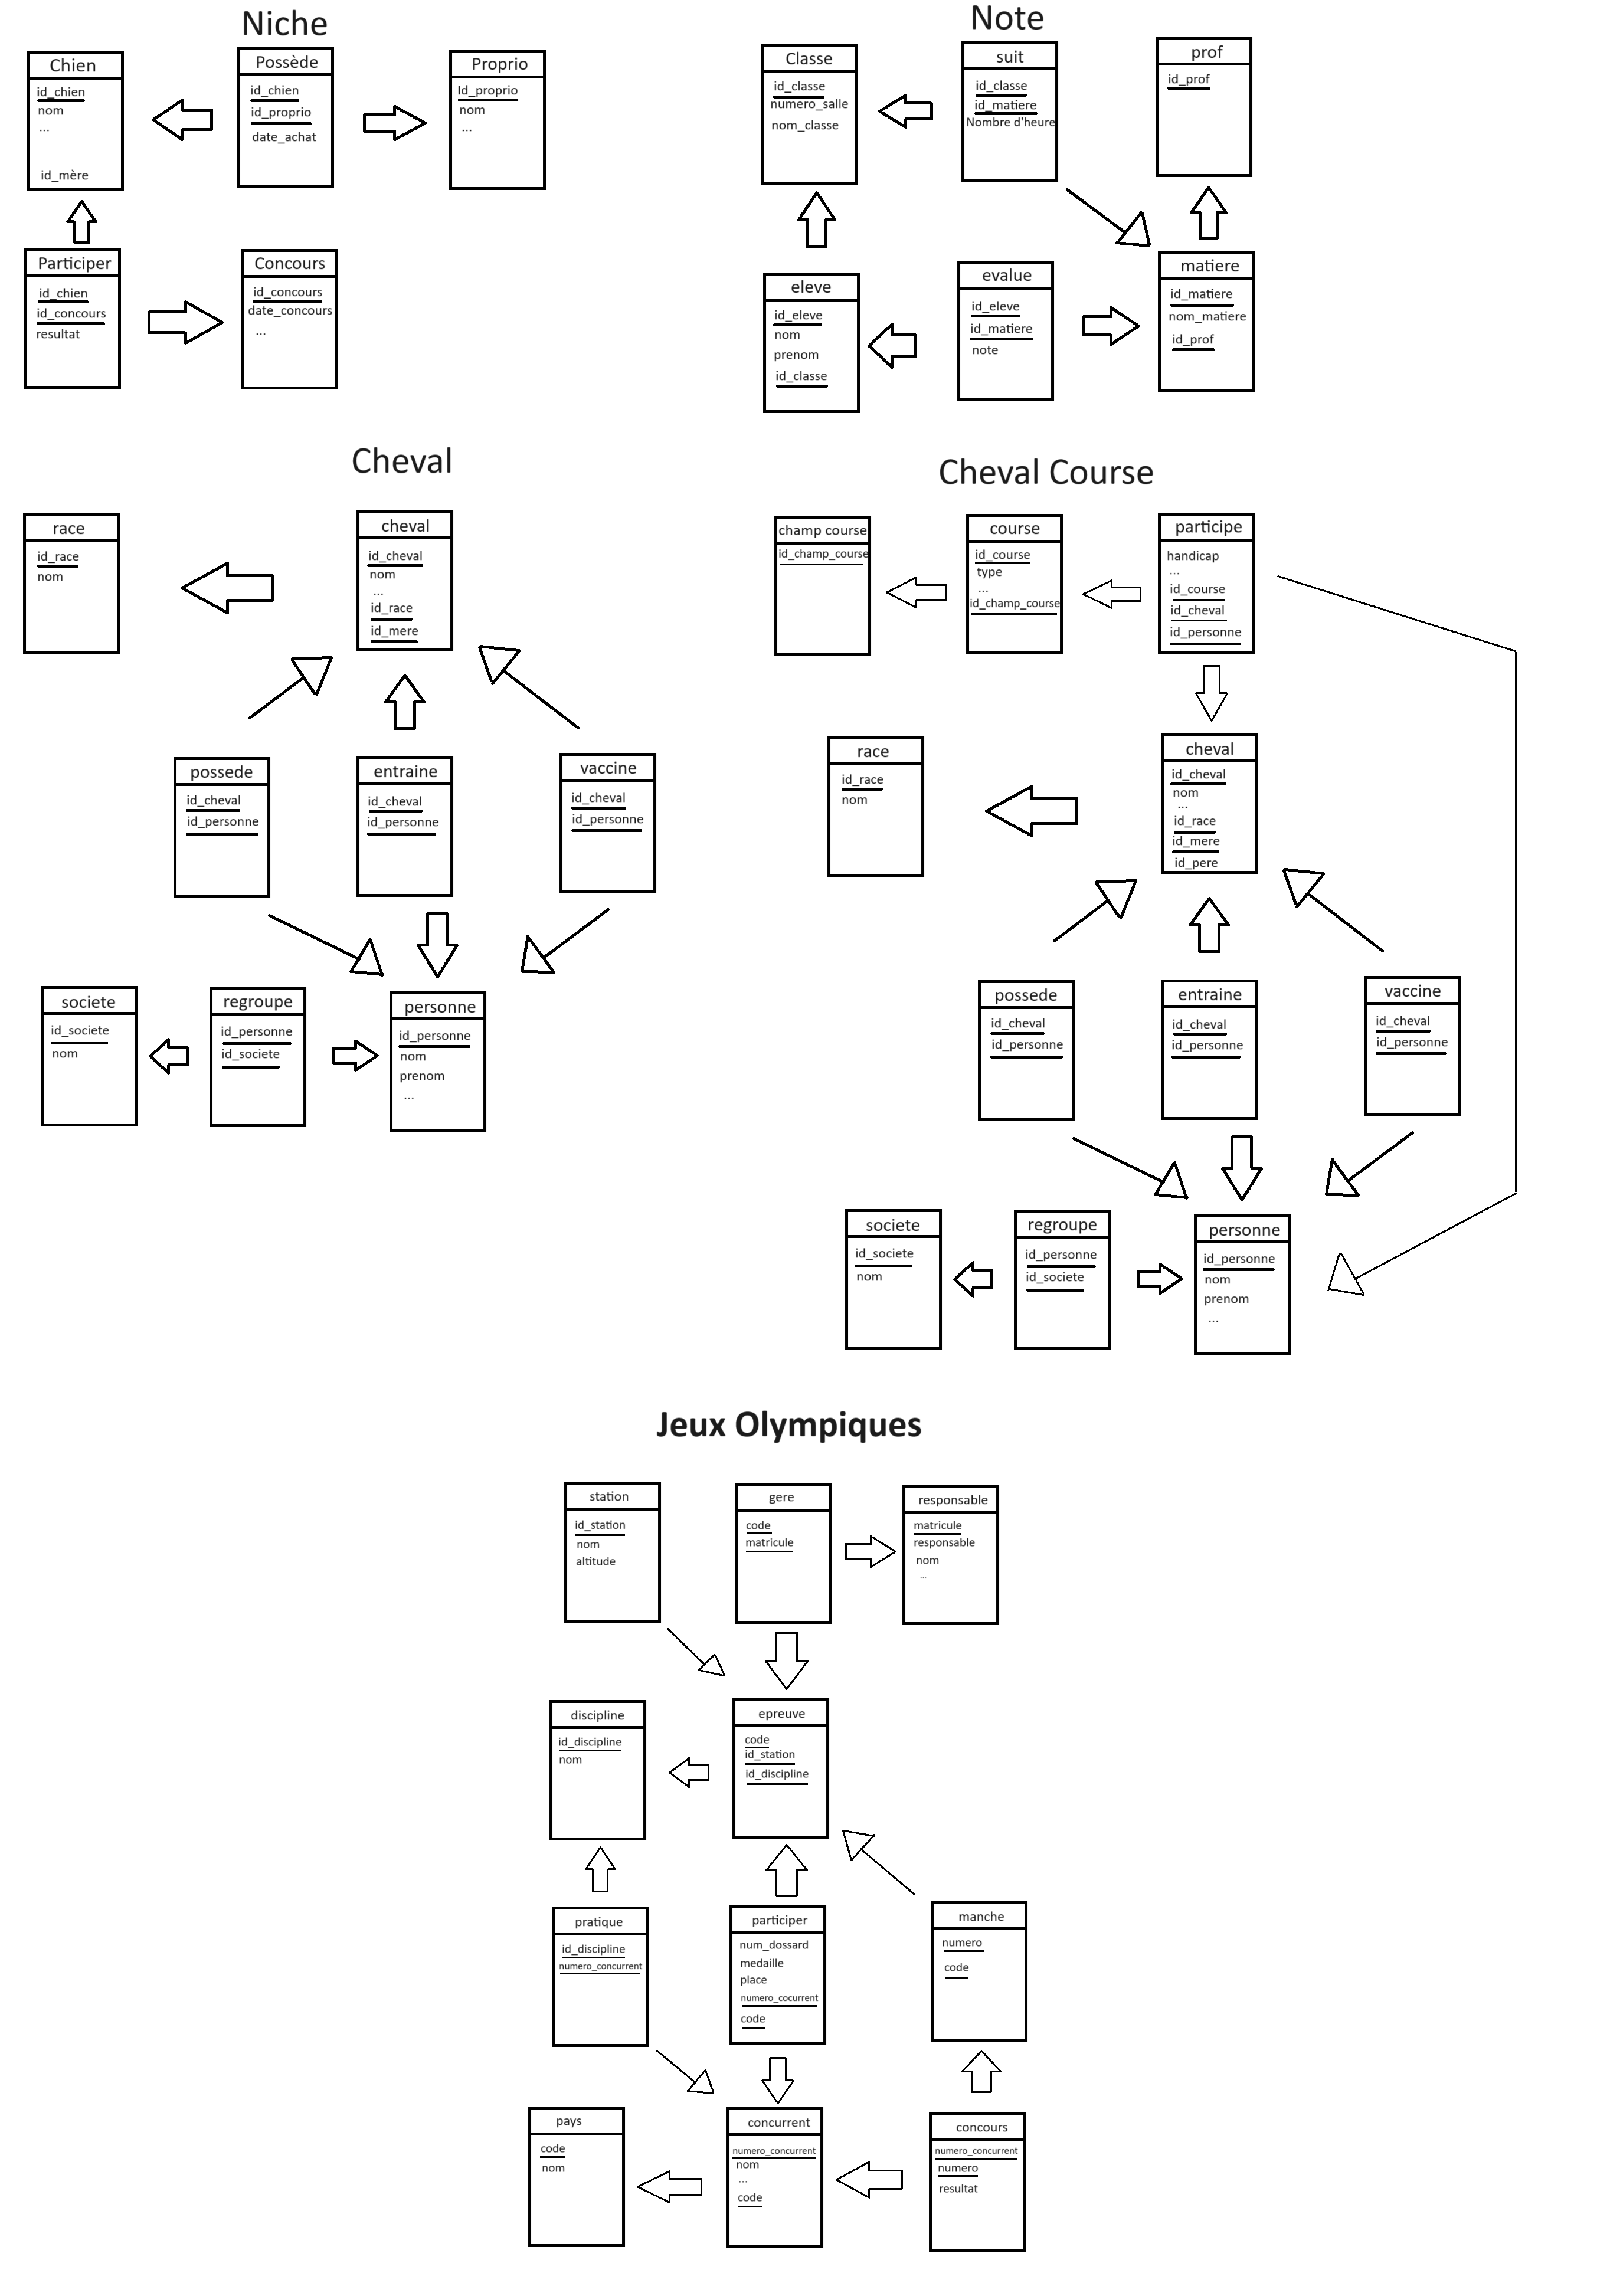 Niche
Chien
id_chien
nom
...
id_mère
Possède
id_chien
id_proprio
date_achat
Proprio
Id_proprio
nom
...
Participer
id_chien
id_concours
resultat
Concours
id_concours
date_concours
...
Note
Classe
id_classe
numero_salle
nom_classe
suit
id_classe
id_matiere
Nombre d'heure
prof
id_prof
eleve
id_eleve
nom
prenom
id_classe
evalue
id_eleve
id_matiere
note
matiere
id_matiere
nom_matiere
id_prof
Cheval
race
id_race
nom
cheval
id_cheval
nom
...
id_race
id_mere
possede
id_cheval
id_personne
entraine
id_cheval
id_personne
vaccine
id_cheval
id_personne
societe
id_societe
nom
regroupe
id_personne
id_societe
personne
id_personne
nom
prenom
...
Cheval Course
champ course
id_champ_course
course
id_course
type
...
id_champ_course
participe
handicap
...
id_course
id_cheval
id_personne
race
id_race
nom
cheval
id_cheval
nom
...
id_race
id_mere
id_pere
possede
id_cheval
id_personne
entraine
id_cheval
id_personne
vaccine
id_cheval
id_personne
societe
id_societe
nom
regroupe
id_personne
id_societe
personne
id_personne
nom
prenom
...
Jeux Olympiques
station
id_station
nom
altitude
gere
code
matricule
responsable
matricule
responsable
nom
...
discipline
id_discipline
nom
epreuve
code
id_station
id_discipline
pratique
id_discipline
numero_concurrent
participer
num_dossard
medaille
place
numero_cocurrent
code
manche
numero
code
pays
code
nom
concurrent
numero_concurrent
nom
...
code
concours
numero_concurrent
numero
resultat